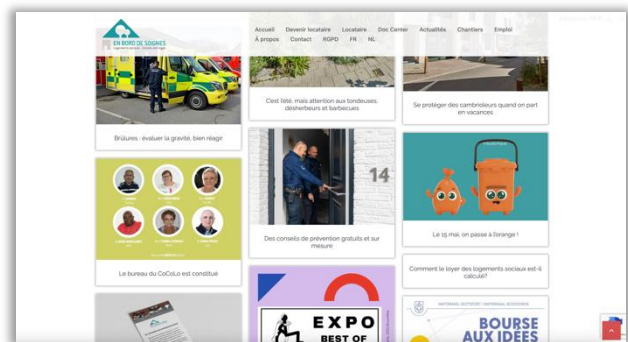 Accueil Devenir locataire Locataire Doc Center Actualités Chantiers Emploi
À propos Contact RGPD FR NL
EN BORD DE SOIGNES
Brûlures : évaluer la gravité, bien réagir
C'est l'été, mais attention aux tondeuses,
désherbeurs et barbecues
Se protéger des cambrioleurs quand on part
en vacances
14
Des conseils de prévention gratuits et sur
mesure
Le 15 mai, on passe à l'orange !
Le bureau du CoCoLo est constitué
Comment le loyer des logements sociaux est-il
calculé?
EXPO
BEST OF
BOURSE
AUX IDÉES